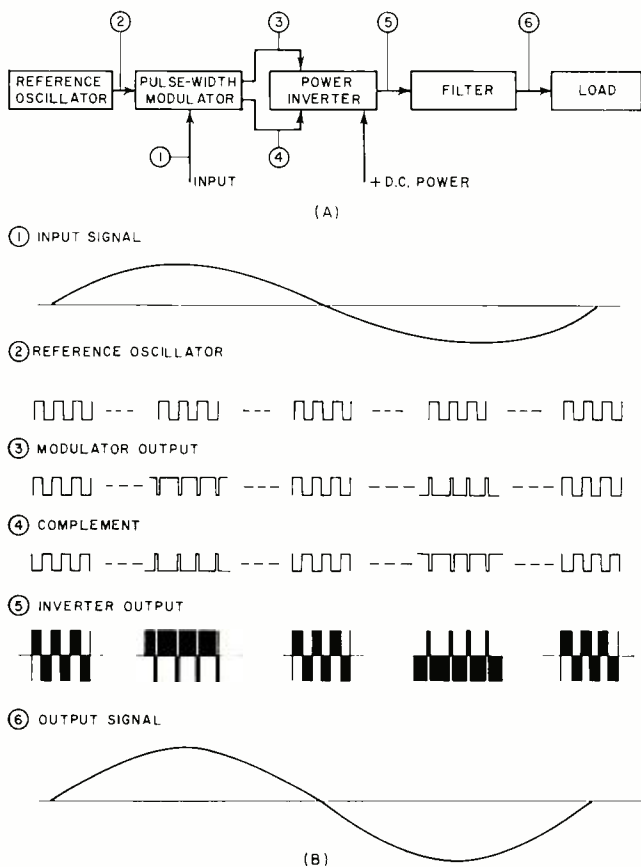 2 3 5 6
REFERENCE OSCILLATOR
PULSE-WIDTH MODULATOR
POWER INVERTER
FILTER
LOAD
1 4
INPUT
+ D.C. POWER
(A)
1 INPUT SIGNAL
2 REFERENCE OSCILLATOR
3 MODULATOR OUTPUT
4 COMPLEMENT
5 INVERTER OUTPUT
6 OUTPUT SIGNAL
(B)